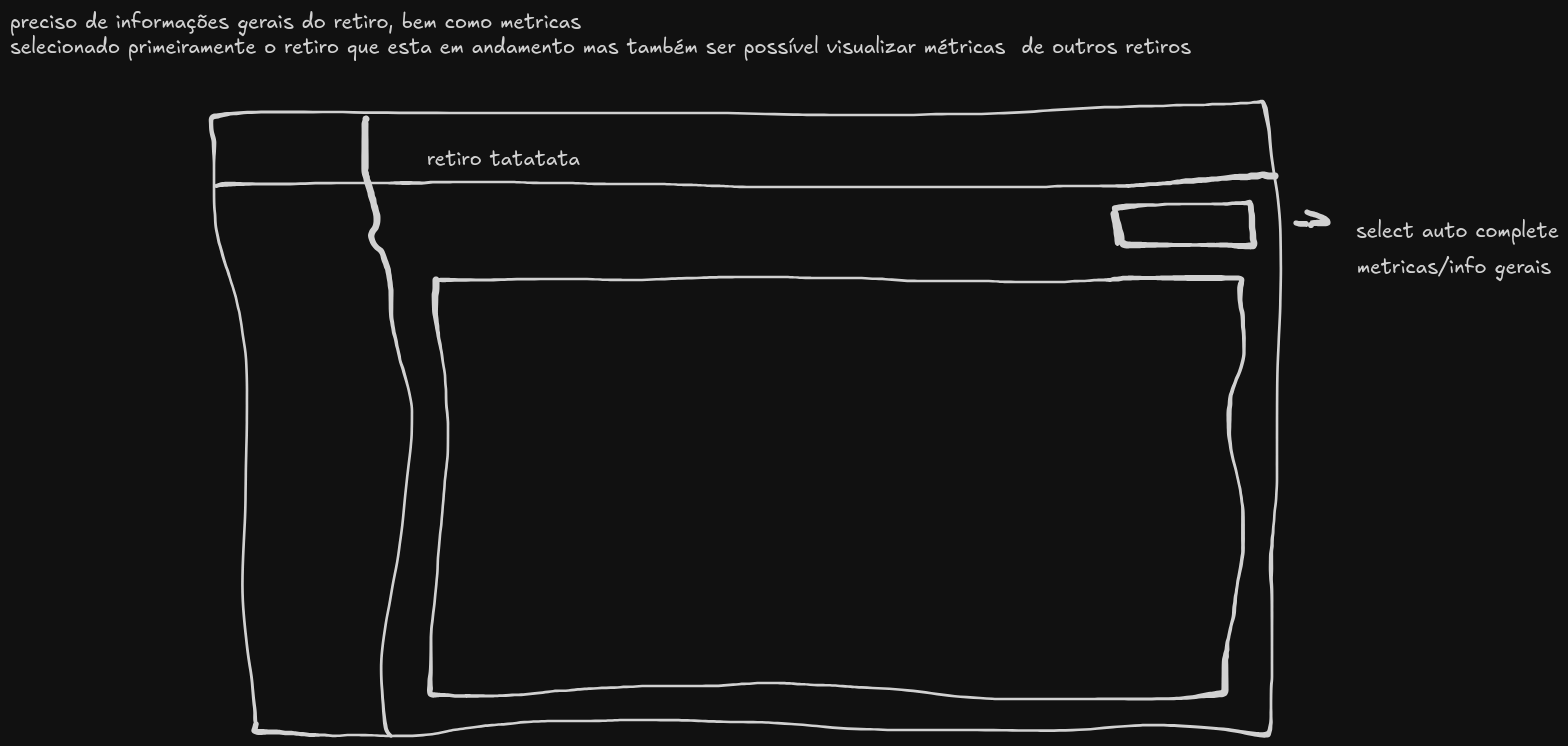 preciso de informações gerais do retiro, bem como metricas
selecionado primeiramente o retiro que esta em andamento mas também ser possível visualizar métricas de outros retiros
retiro tatatata
select auto complete
metricas/info gerais